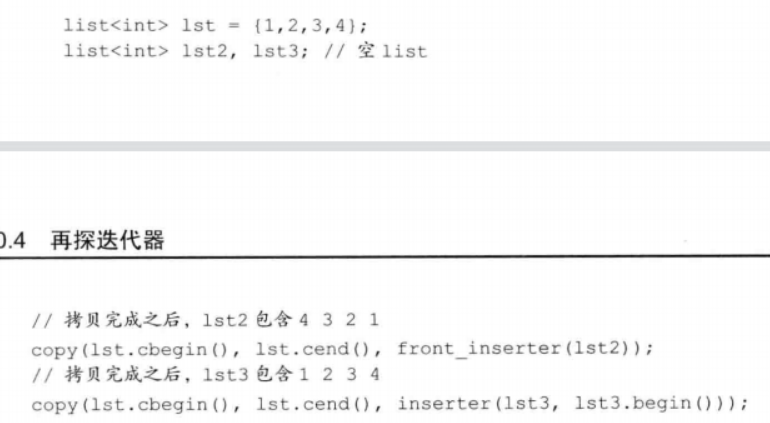 list<int> lst = {1,2,3,4};
list<int> lst2, lst3; // 空 list
0.4 再探迭代器
// 拷贝完成之后，lst2 包含 4 3 2 1
copy(lst.cbegin(), lst.cend(), front_inserter(lst2));
// 拷贝完成之后，lst3 包含 1 2 3 4
copy(lst.cbegin(), lst.cend(), inserter(lst3, lst3.begin()));